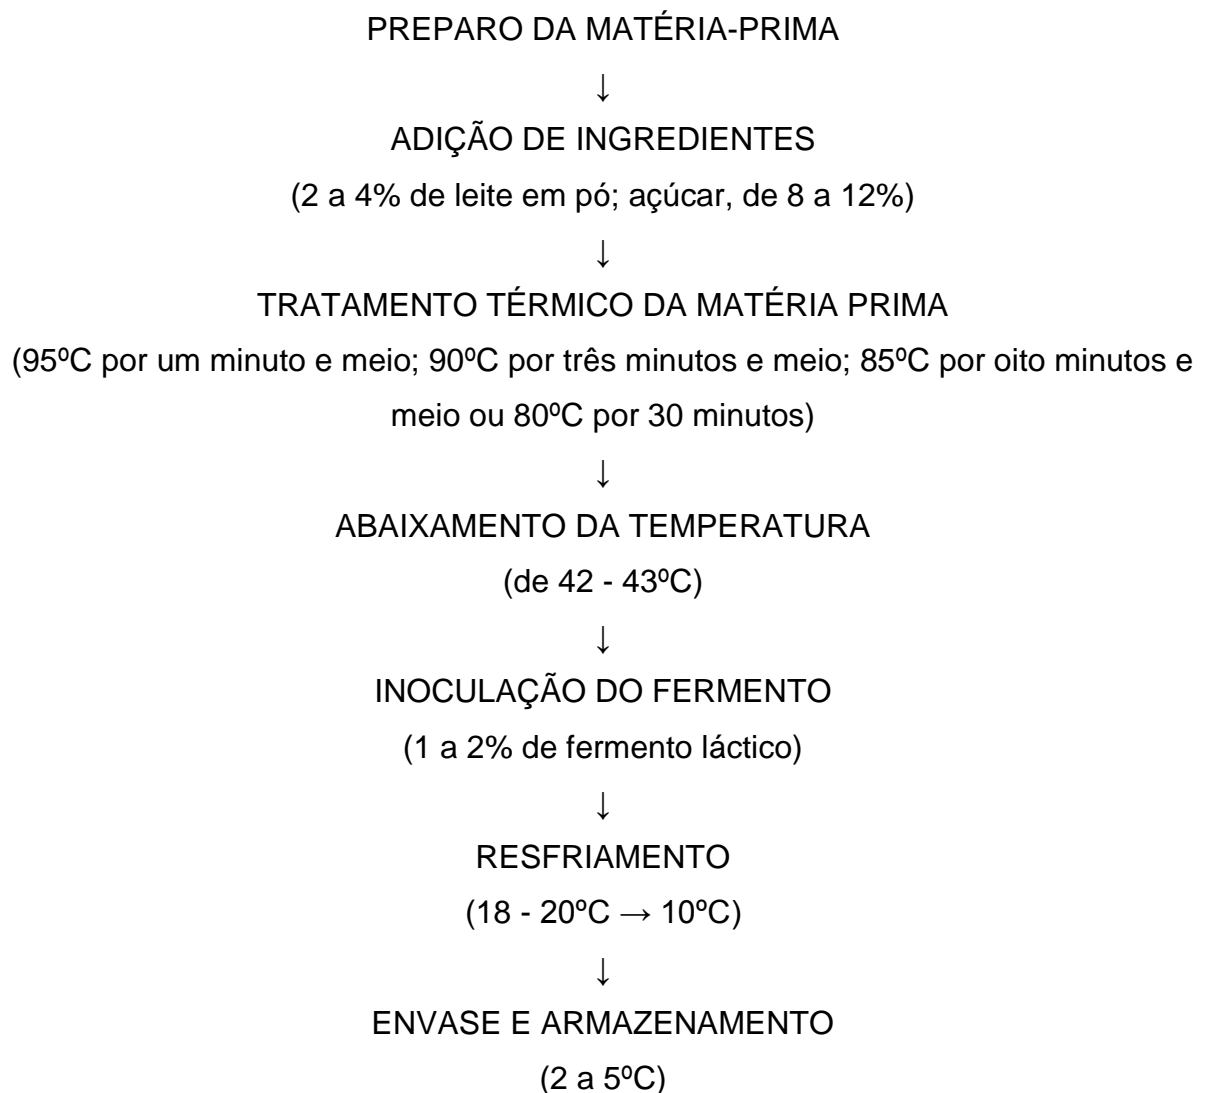 PREPARO DA MATÉRIA-PRIMA
↓
ADIÇÃO DE INGREDIENTES
(2 a 4% de leite em pó; açúcar, de 8 a 12%)
↓
TRATAMENTO TÉRMICO DA MATÉRIA PRIMA
(95ºC por um minuto e meio; 90ºC por três minutos e meio; 85ºC por oito minutos e
meio ou 80ºC por 30 minutos)
↓
ABAIXAMENTO DA TEMPERATURA
(de 42 - 43ºC)
↓
INOCULAÇÃO DO FERMENTO
(1 a 2% de fermento láctico)
↓
RESFRIAMENTO
(18 - 20ºC → 10ºC)
↓
ENVASE E ARMAZENAMENTO
(2 a 5ºC)